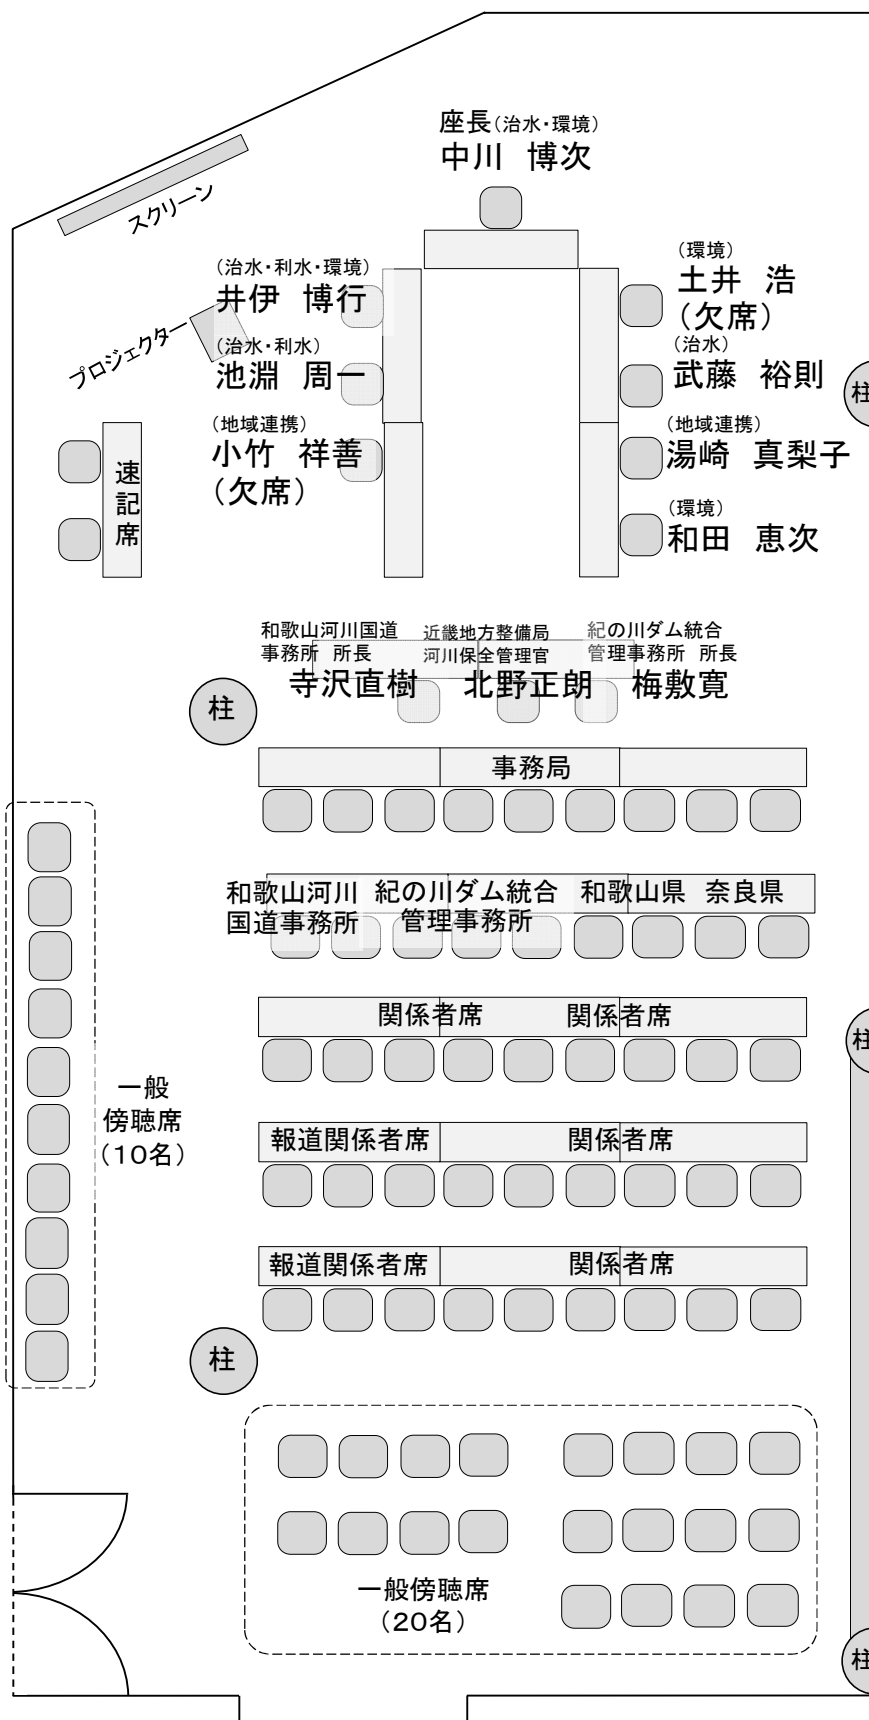 座長(治水・環境)
中川 博次
スクリーン
(治水・利水・環境)
井伊 博行
(環境)
土井 浩
(欠席)
プロジェクター
(治水・利水)
池淵 周一
(治水)
武藤 裕則
柱
(地域連携)
小竹 祥善
(欠席)
(地域連携)
湯崎 真梨子
速記席
(環境)
和田 恵次
和歌山河川国道
事務所 所長
寺沢直樹
近畿地方整備局
河川保全管理官
北野正朗
紀の川ダム統合
管理事務所 所長
梅敷寛
柱
事務局
和歌山河川
国道事務所
紀の川ダム統合
管理事務所
和歌山県 奈良県
関係者席 関係者席
柱
一般
傍聴席
(10名)
報道関係者席 関係者席
報道関係者席 関係者席
柱
一般傍聴席
(20名)
柱